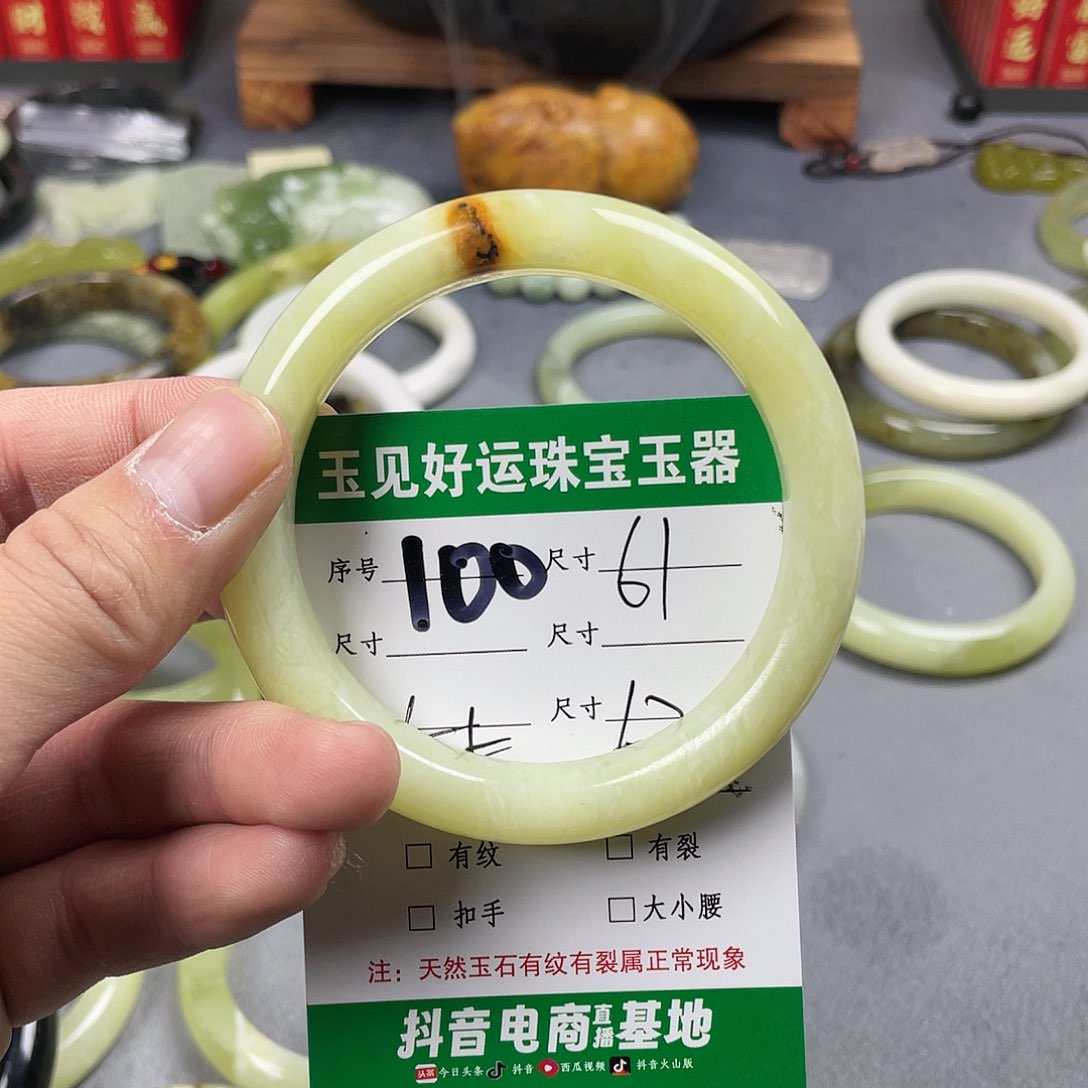 玉见好运珠宝玉器
序号 100 尺寸 61
尺寸 尺寸
尺寸
□ 有纹 □ 有裂
□ 扣手 □ 大小腰
注：天然玉石有纹有裂属正常现象
抖音电商直播基地
头条 今日头条 抖音 西瓜视频 抖音火山版